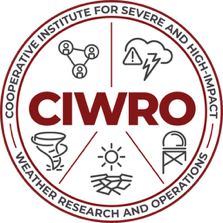 COOPERATIVE INSTITUTE FOR SEVERE AND HIGH-IMPACT
CIWRO
WEATHER RESEARCH AND OPERATIONS